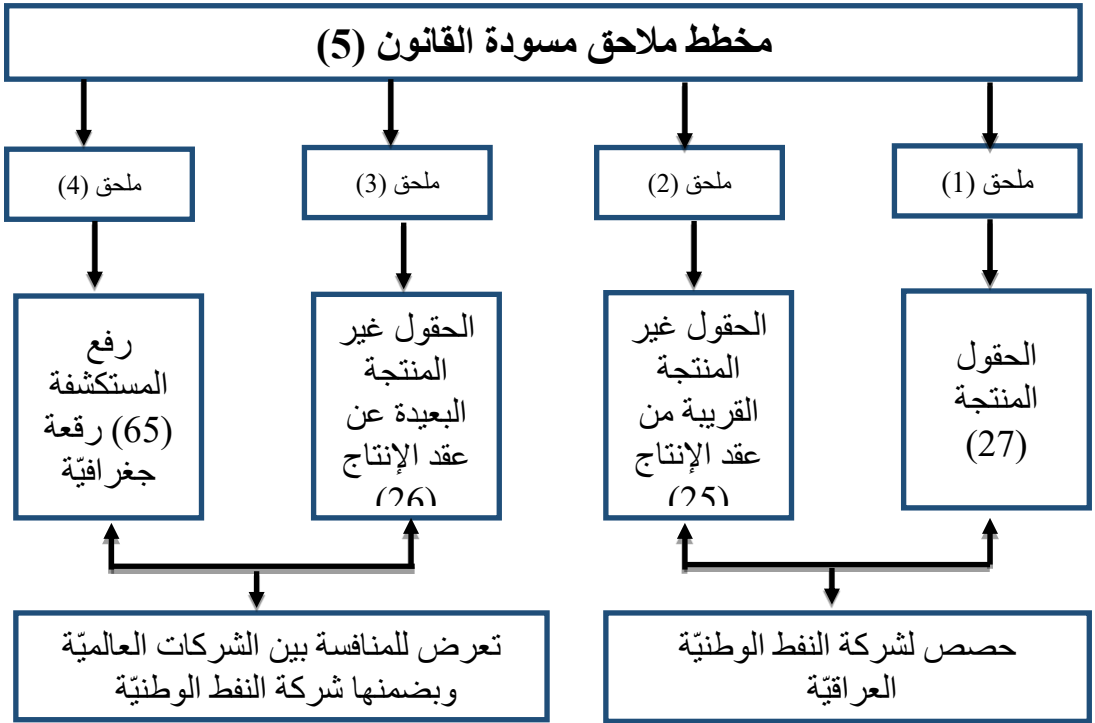 مخطط ملاحق مسودة القانون (5)
ملحق (1)
ملحق (2)
ملحق (3)
ملحق (4)
الحقول
المنتجة
(27)
الحقول غير
المنتجة
القريبة من
عقد الإنتاج
(25)
الحقول غير
المنتجة
البعيدة عن
عقد الإنتاج
(26)
رفع
المستكشفة
(65) رقعة
جغرافيّة
حصص لشركة النفط الوطنيّة
العراقيّة
تعرض للمنافسة بين الشركات العالميّة
وبضمنها شركة النفط الوطنيّة